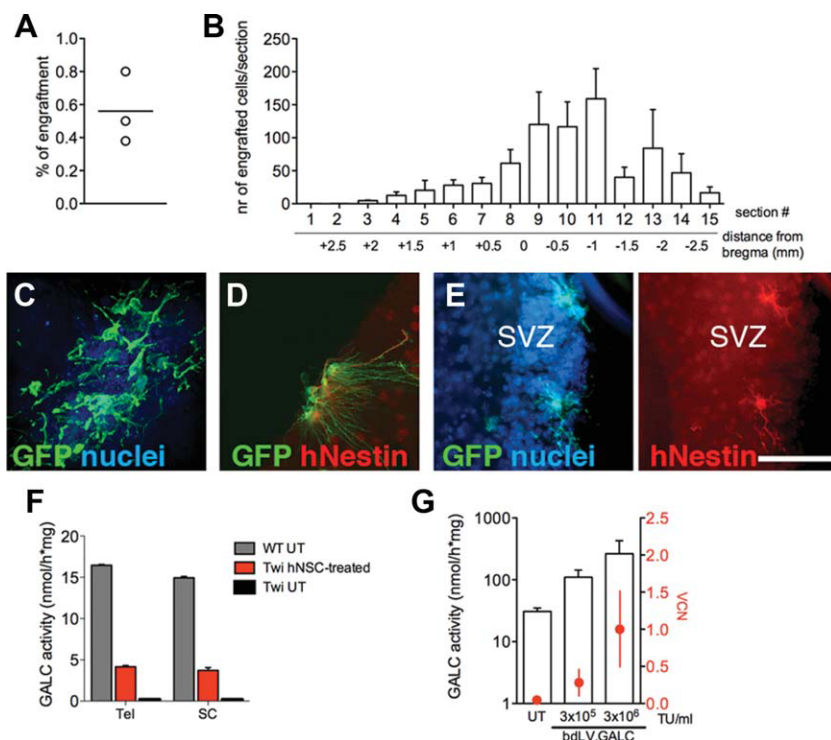 A
% of engraftment
1.0
0.8
0.6
0.4
0.2
0.0
B
nr of engrafted cells/section
250
200
150
100
50
0
1 2 3 4 5 6 7 8 9 10 11 12 13 14 15 section #
+2.5 +2 +1.5 +1 +0.5 0 -0.5 -1 -1.5 -2 -2.5 distance from
bregma (mm)
C
GFP nuclei
D
GFP hNestin
E
SVZ
GFP nuclei
SVZ
hNestin
F
GALC activity (nmol/h*mg)
20
15
10
5
0
Tel SC
WT UT
Twi hNSC-treated
Twi UT
G
GALC activity (nmol/h*mg)
1000
100
10
1
2.5
2.0
1.5
1.0
0.5
0.0
VCN
UT 3x10⁵ 3x10⁶ TU/ml
bdLV.GALC